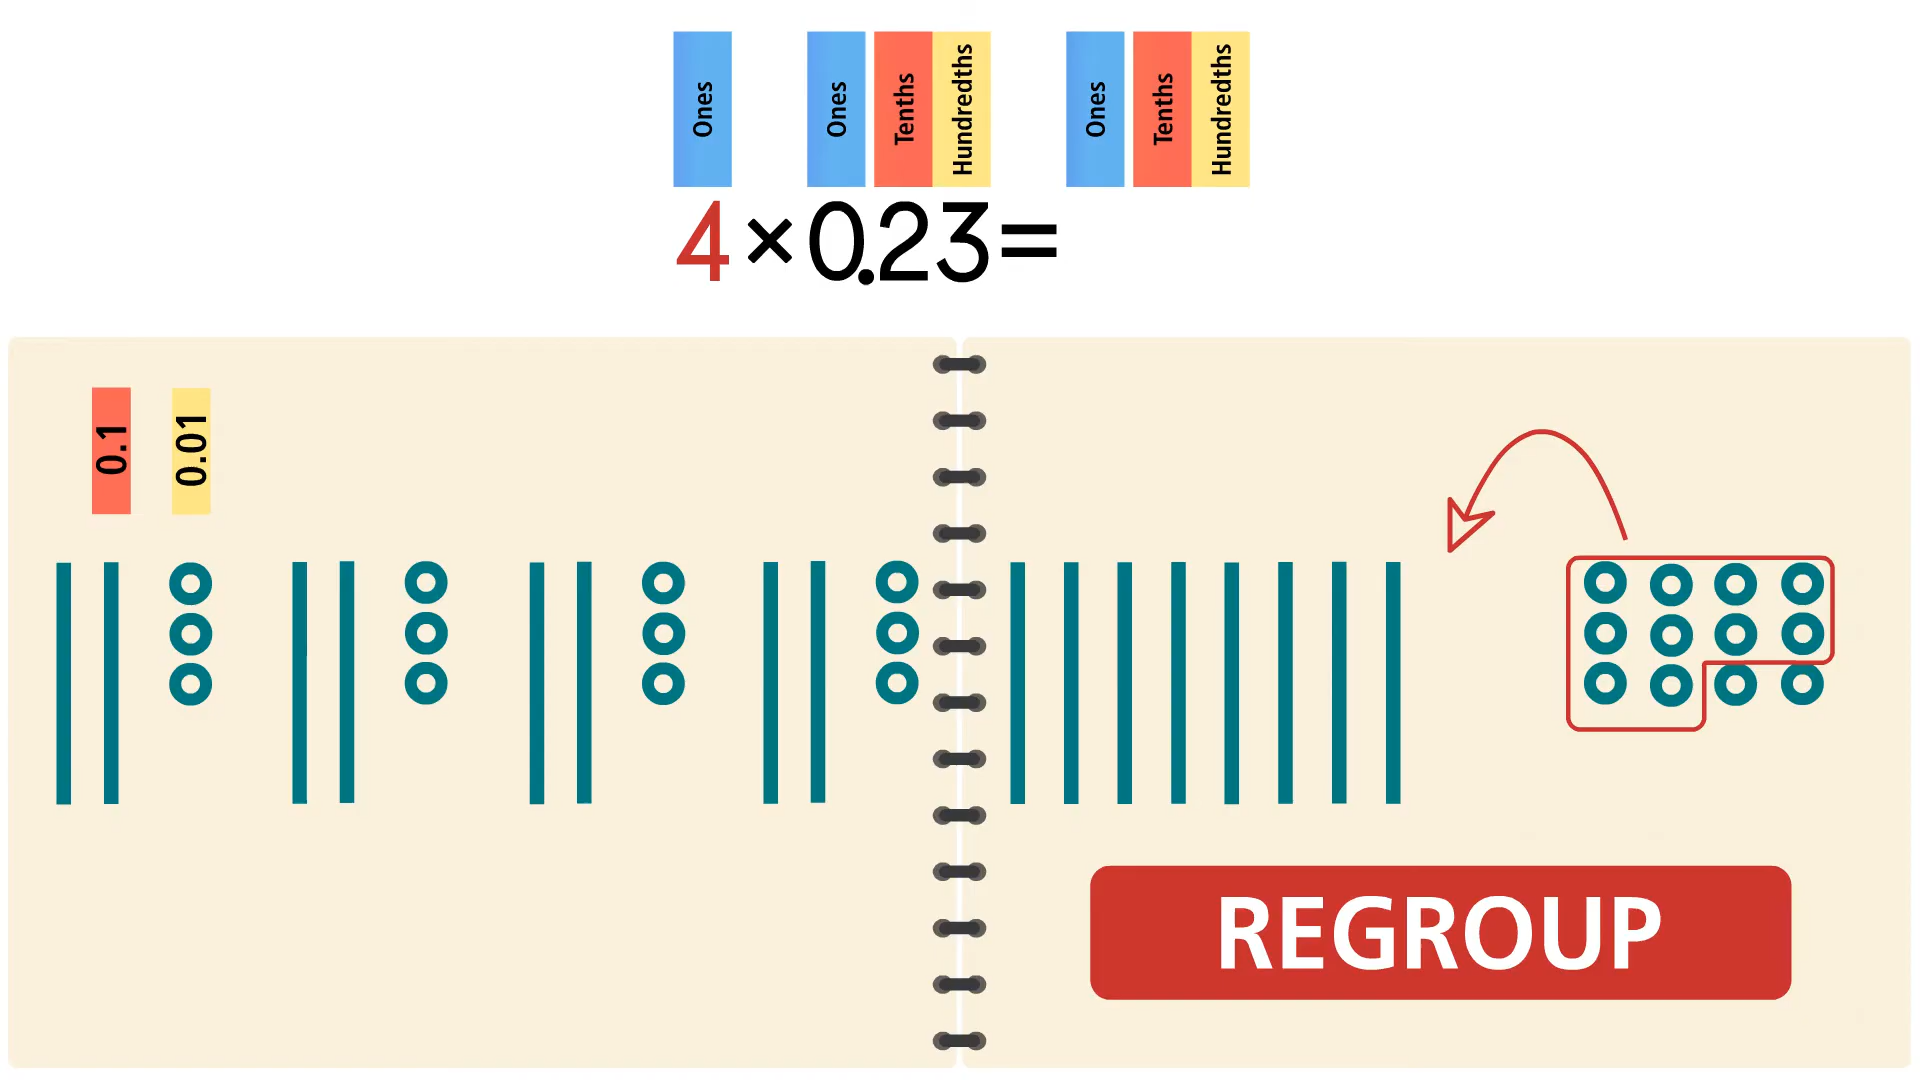 Ones Ones Tenths Hundredths Ones Tenths Hundredths
4×0.23=
0.1 0.01
REGROUP